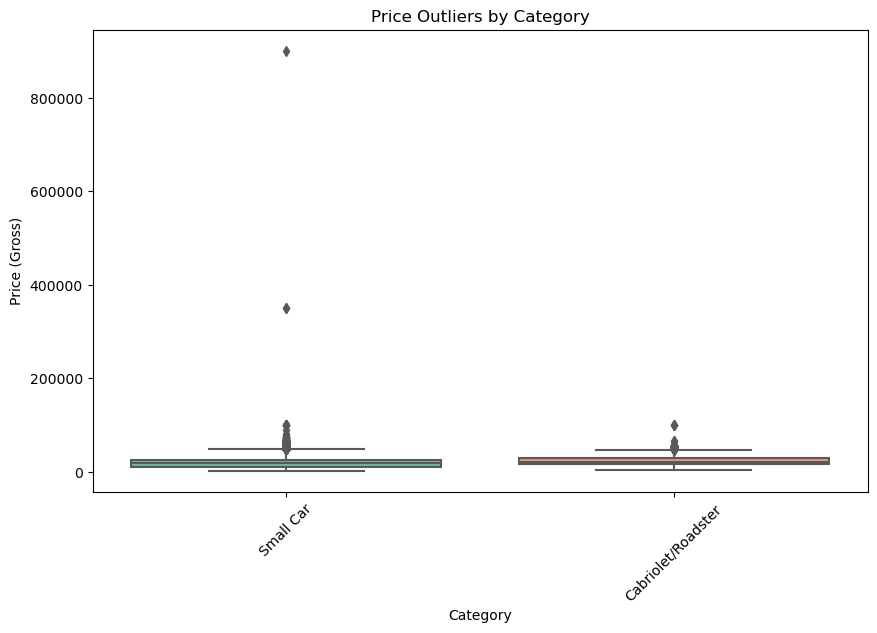 Price Outliers by Category
800000
600000
400000
200000
0
Price (Gross)
Small Car
Cabriolet/Roadster
Category